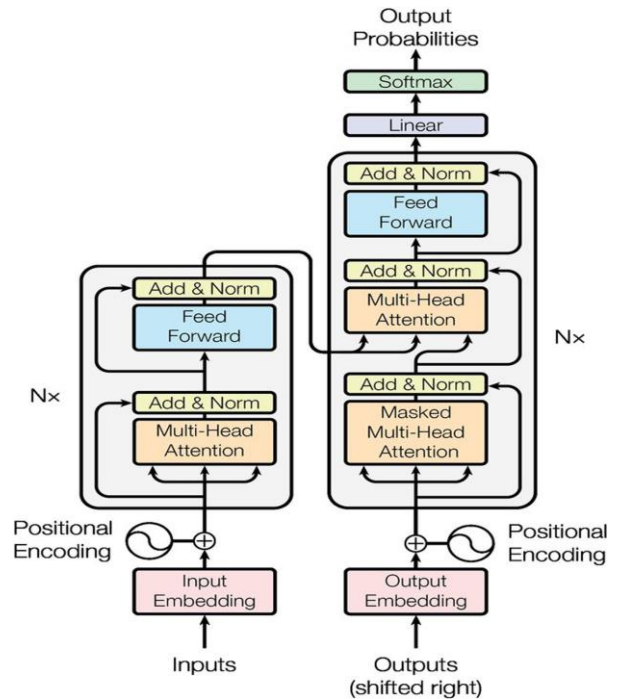 Output
Probabilities
Softmax
Linear
Add & Norm
Feed
Forward
Add & Norm
Multi-Head
Attention
Add & Norm
Masked
Multi-Head
Attention
Nx
Positional
Encoding
Output
Embedding
Outputs
(shifted right)
Add & Norm
Feed
Forward
Add & Norm
Multi-Head
Attention
Nx
Positional
Encoding
Input
Embedding
Inputs